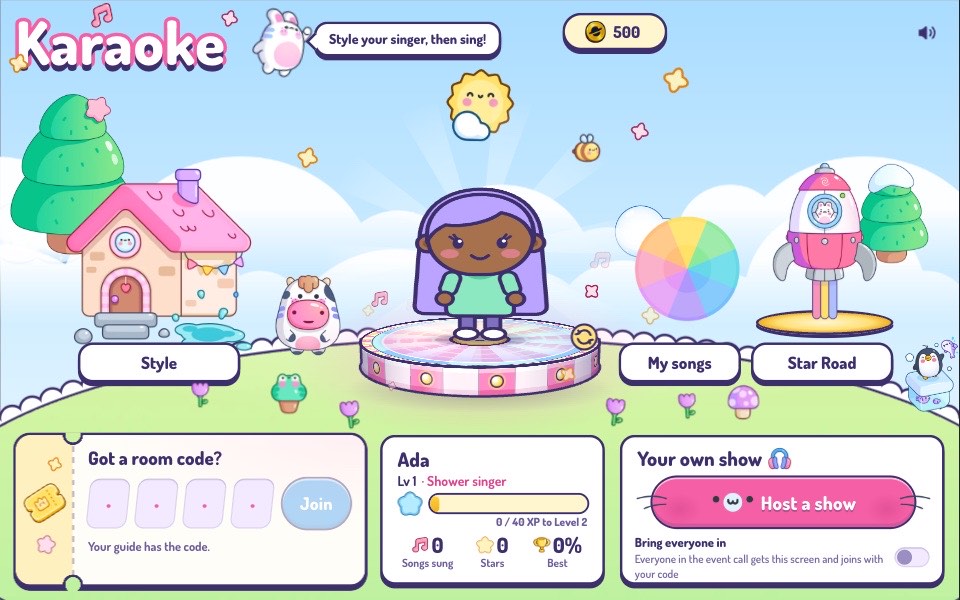 Karaoke
Style your singer, then sing!
500
Style
My songs
Star Road
Got a room code?
Join
Your guide has the code.
Ada
Lv 1 · Shower singer
0 / 40 XP to Level 2
0
Songs sung
0
Stars
0%
Best
Your own show
Host a show
Bring everyone in
Everyone in the event call gets this screen and joins with
your code